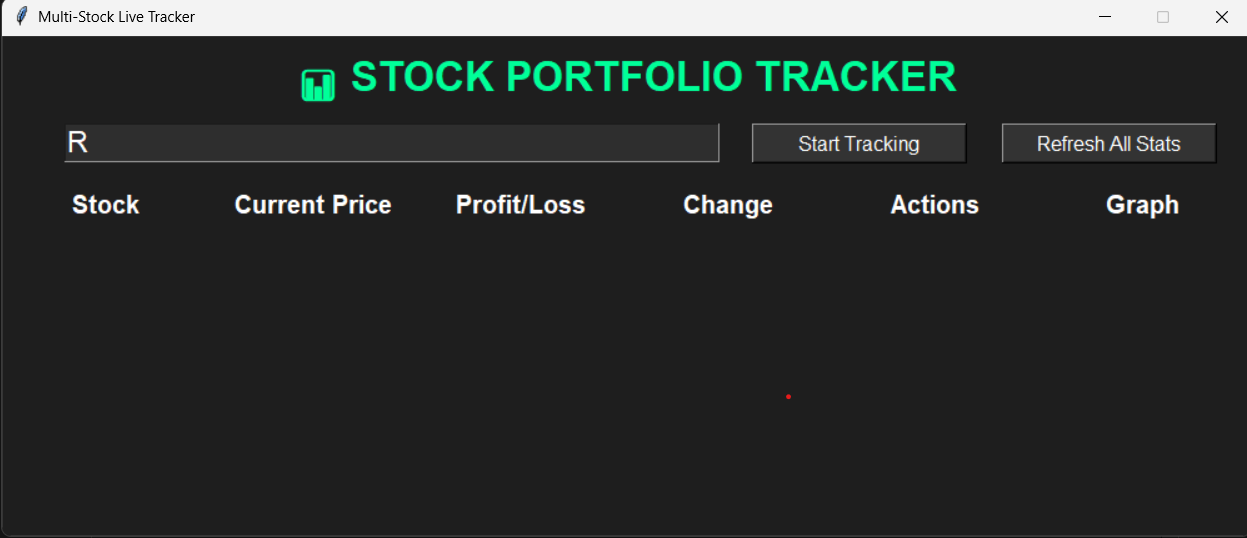 Multi-Stock Live Tracker
STOCK PORTFOLIO TRACKER
R
Start Tracking
Refresh All Stats
Stock Current Price Profit/Loss Change Actions Graph